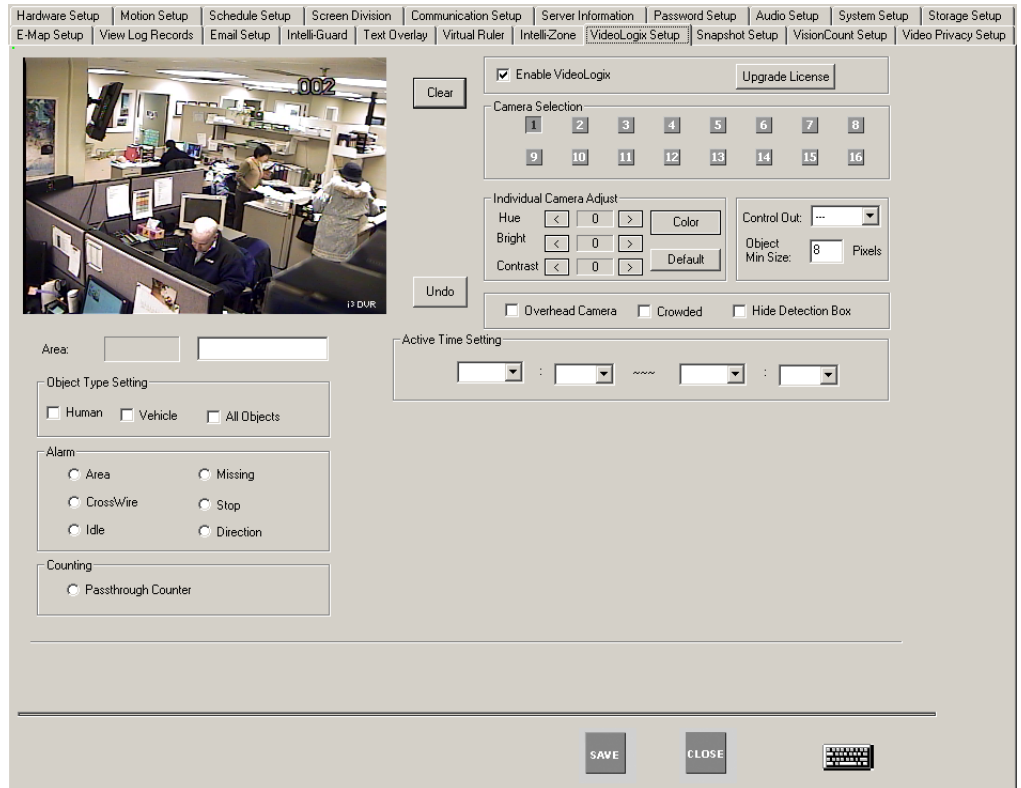 Hardware Setup Motion Setup Schedule Setup Screen Division Communication Setup Server Information Password Setup Audio Setup System Setup Storage Setup
E-Map Setup View Log Records Email Setup Intelli-Guard Text Overlay Virtual Ruler Intelli-Zone VideoLogix Setup Snapshot Setup VisionCount Setup Video Privacy Setup
002
i3 DVR
Clear
Undo
Enable VideoLogix Upgrade License
Camera Selection
1 2 3 4 5 6 7 8
9 10 11 12 13 14 15 16
Individual Camera Adjust
Hue < 0 > Color
Bright < 0 >
Contrast < 0 > Default
Control Out: ---
Object
Min Size: 8 Pixels
Overhead Camera Crowded Hide Detection Box
Active Time Setting
: ~~~ :
Area:
Object Type Setting
Human Vehicle All Objects
Alarm
Area Missing
CrossWire Stop
Idle Direction
Counting
Passthrough Counter
SAVE CLOSE